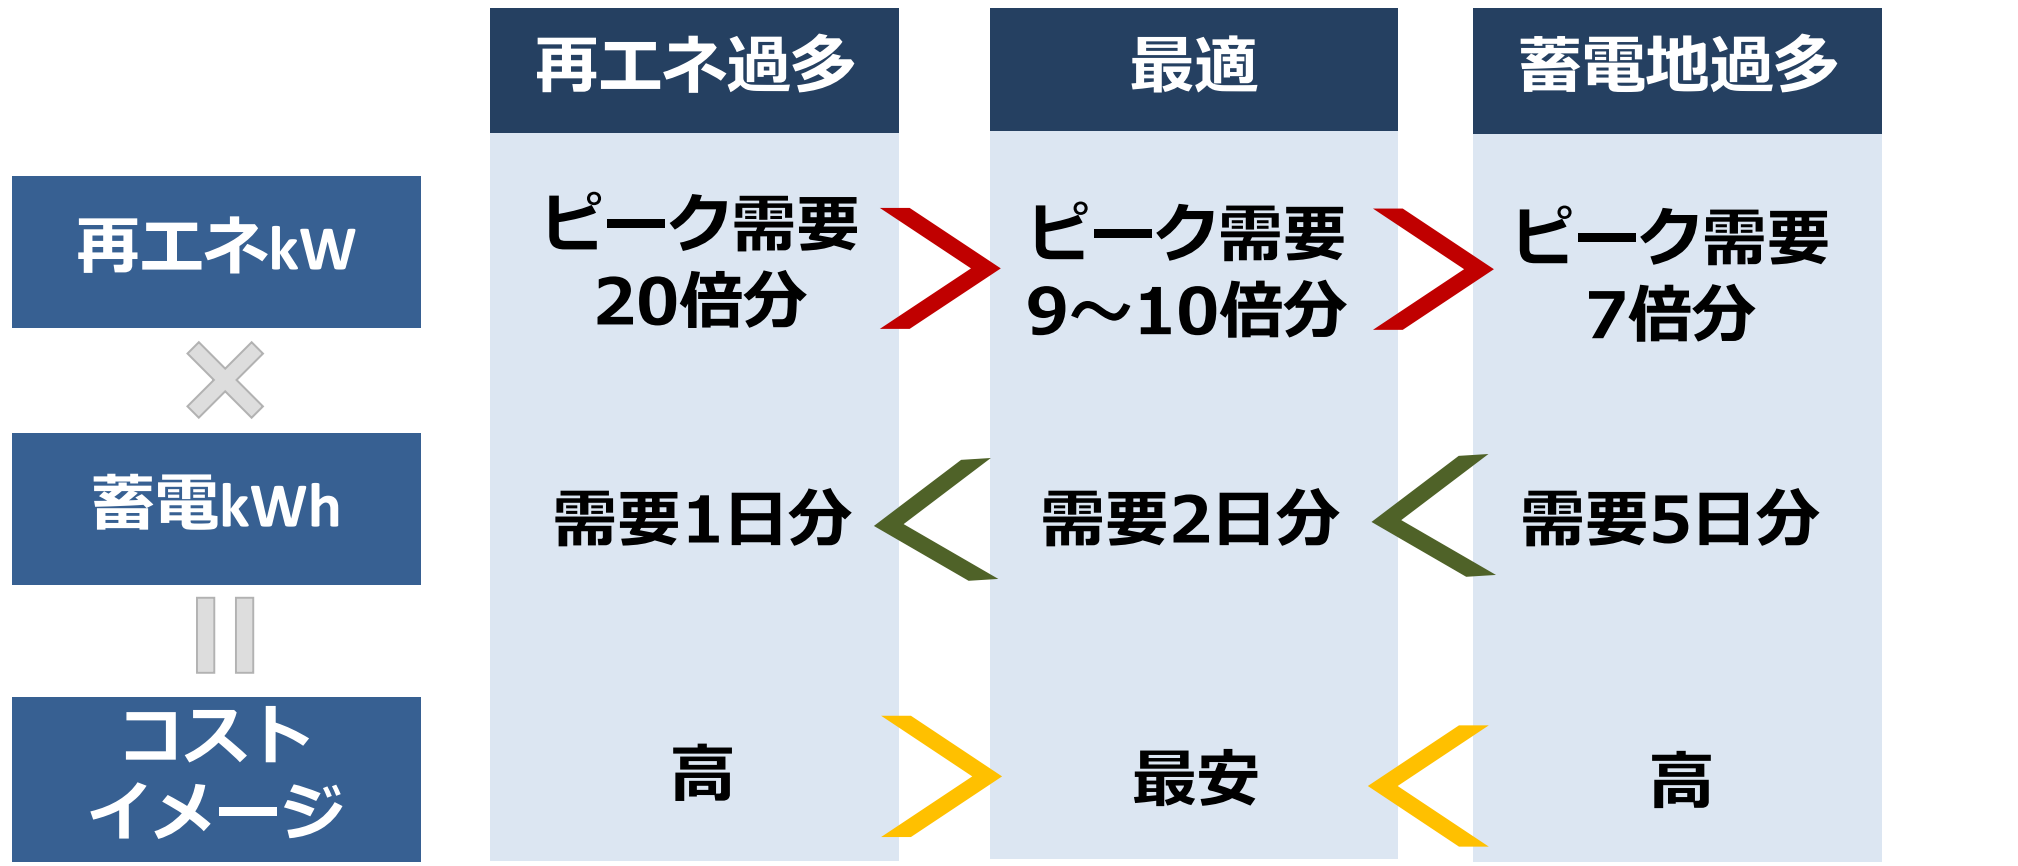 再エネ過多
最適
蓄電地過多
再エネkW
ピーク需要
20倍分
ピーク需要
9～10倍分
ピーク需要
7倍分
蓄電kWh
需要1日分
需要2日分
需要5日分
コスト
イメージ
高
最安
高